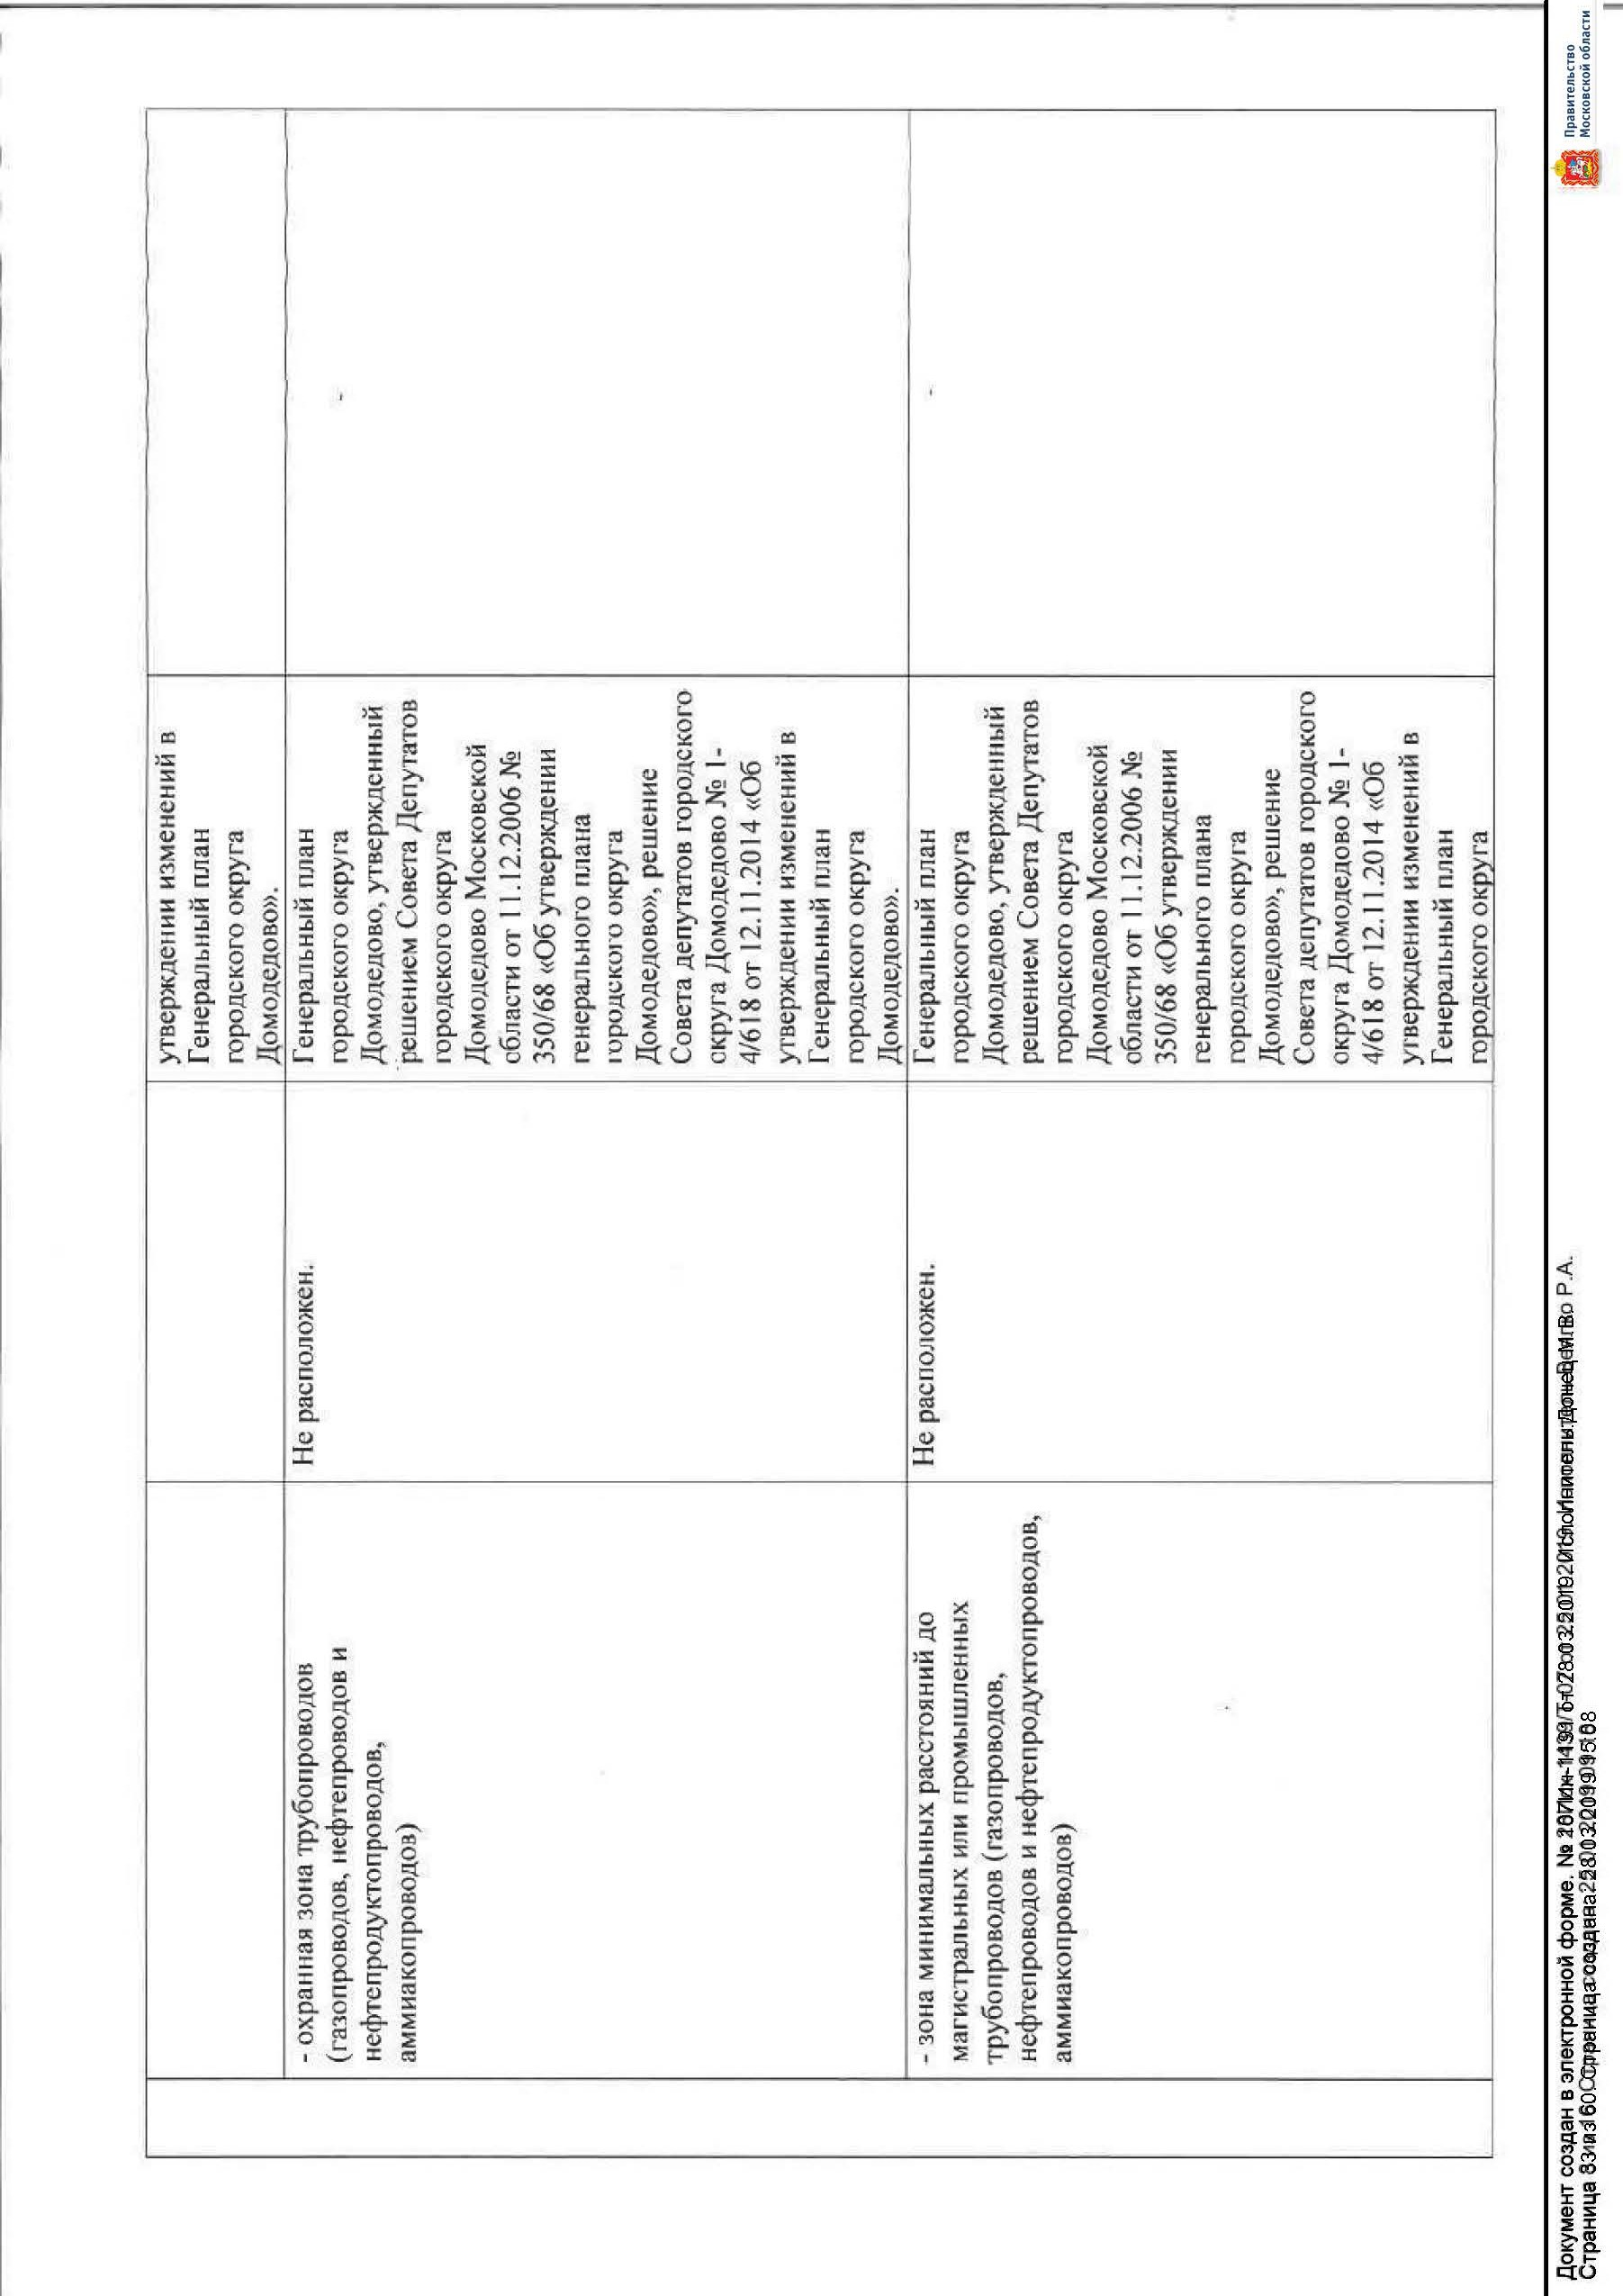 утверждении изменений в
Генеральный план
городского округа
Домодедово».
- охранная зона трубопроводов
(газопроводов, нефтепроводов и
нефтепродуктопроводов,
аммиакопроводов)
Не расположен.
Генеральный план
городского округа
Домодедово, утвержденный
решением Совета Депутатов
городского округа
Домодедово Московской
области от 11.12.2006 №
350/68 «Об утверждении
генерального плана
городского округа
Домодедово», решение
Совета депутатов городского
округа Домодедово № 1-
4/618 от 12.11.2014 «Об
утверждении изменений в
Генеральный план
городского округа
Домодедово».
-
- зона минимальных расстояний до
магистральных или промышленных
трубопроводов (газопроводов,
нефтепроводов и нефтепродуктопроводов,
аммиакопроводов)
Не расположен.
Генеральный план
городского округа
Домодедово, утвержденный
решением Совета Депутатов
городского округа
Домодедово Московской
области от 11.12.2006 №
350/68 «Об утверждении
генерального плана
городского округа
Домодедово», решение
Совета депутатов городского
округа Домодедово № 1-
4/618 от 12.11.2014 «Об
утверждении изменений в
Генеральный план
городского округа
-
Документ создан в электронной форме. №
Страница создана
Правительство
Московской области